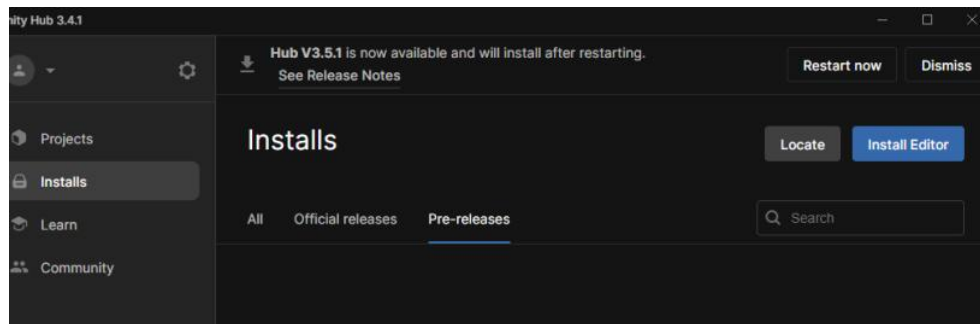 nity Hub 3.4.1
Hub V3.5.1 is now available and will install after restarting.
See Release Notes
Restart now
Dismiss
Projects
Installs
Learn
Community
Installs
Locate
Install Editor
All
Official releases
Pre-releases
Search